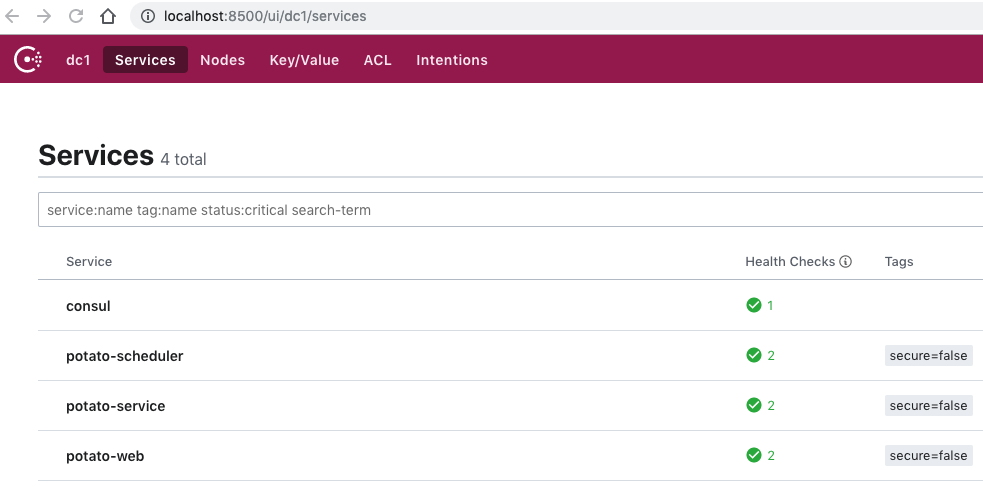 localhost:8500/ui/dc1/services
dc1 Services Nodes Key/Value ACL Intentions
Services 4 total
service:name tag:name status:critical search-term
Service Health Checks Tags
consul 1
potato-scheduler 2 secure=false
potato-service 2 secure=false
potato-web 2 secure=false